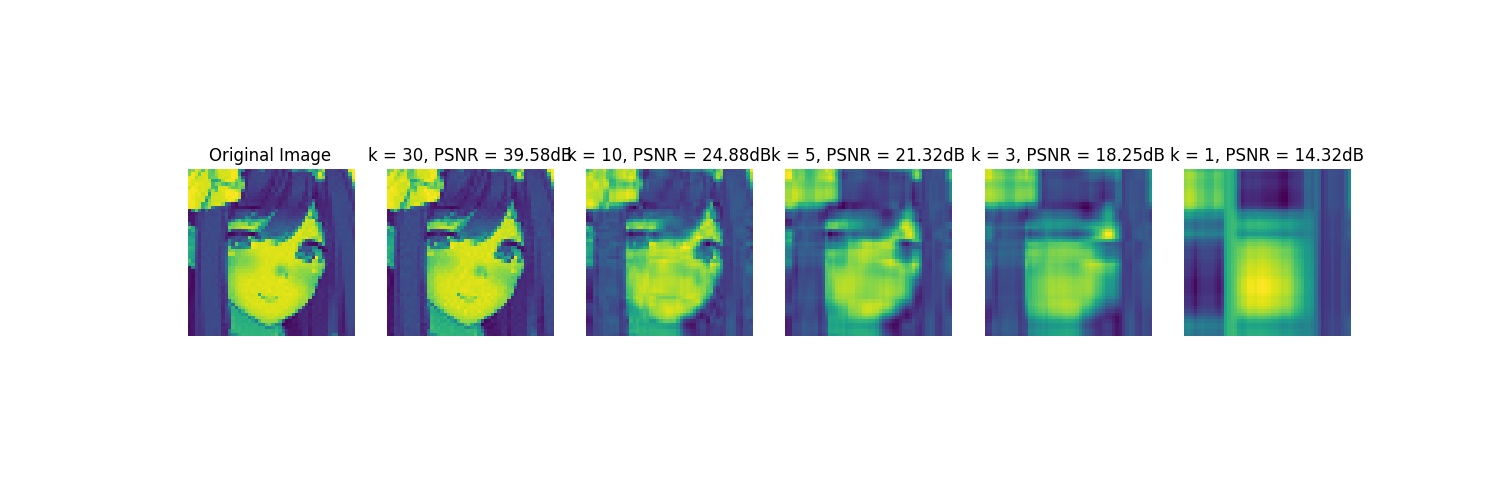 Original Image
k = 30, PSNR = 39.58dB
k = 10, PSNR = 24.88dB
k = 5, PSNR = 21.32dB
k = 3, PSNR = 18.25dB
k = 1, PSNR = 14.32dB